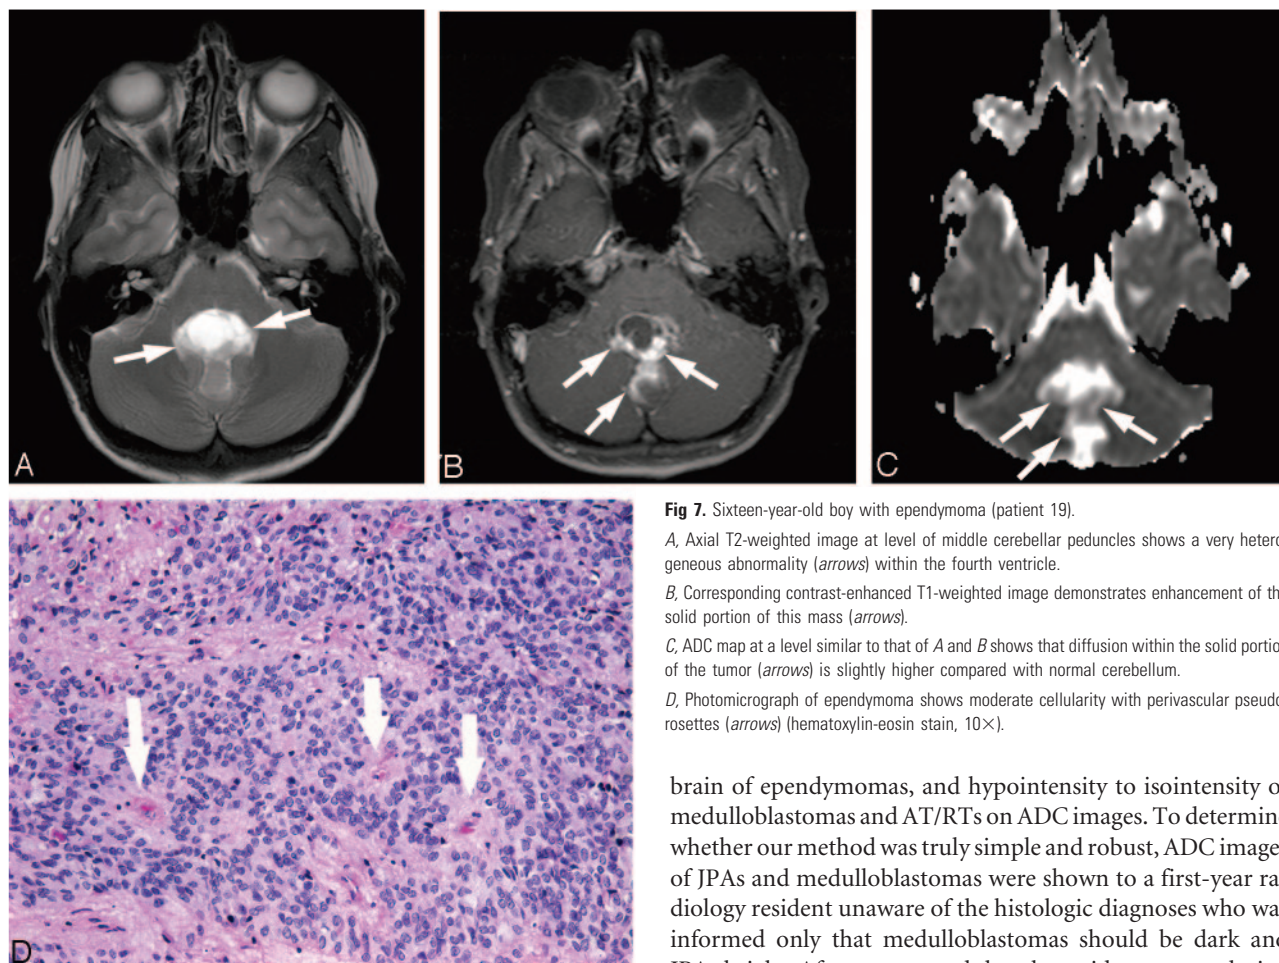 A
B
C
D
Fig 7. Sixteen-year-old boy with ependymoma (patient 19).
A, Axial T2-weighted image at level of middle cerebellar peduncles shows a very hetero
geneous abnormality (arrows) within the fourth ventricle.
B, Corresponding contrast-enhanced T1-weighted image demonstrates enhancement of th
solid portion of this mass (arrows).
C, ADC map at a level similar to that of A and B shows that diffusion within the solid portio
of the tumor (arrows) is slightly higher compared with normal cerebellum.
D, Photomicrograph of ependymoma shows moderate cellularity with perivascular pseudo
rosettes (arrows) (hematoxylin-eosin stain, 10×).
brain of ependymomas, and hypointensity to isointensity o
medulloblastomas and AT/RTs on ADC images. To determin
whether our method was truly simple and robust, ADC image
of JPAs and medulloblastomas were shown to a first-year ra
diology resident unaware of the histologic diagnoses who wa
informed only that medulloblastomas should be dark and